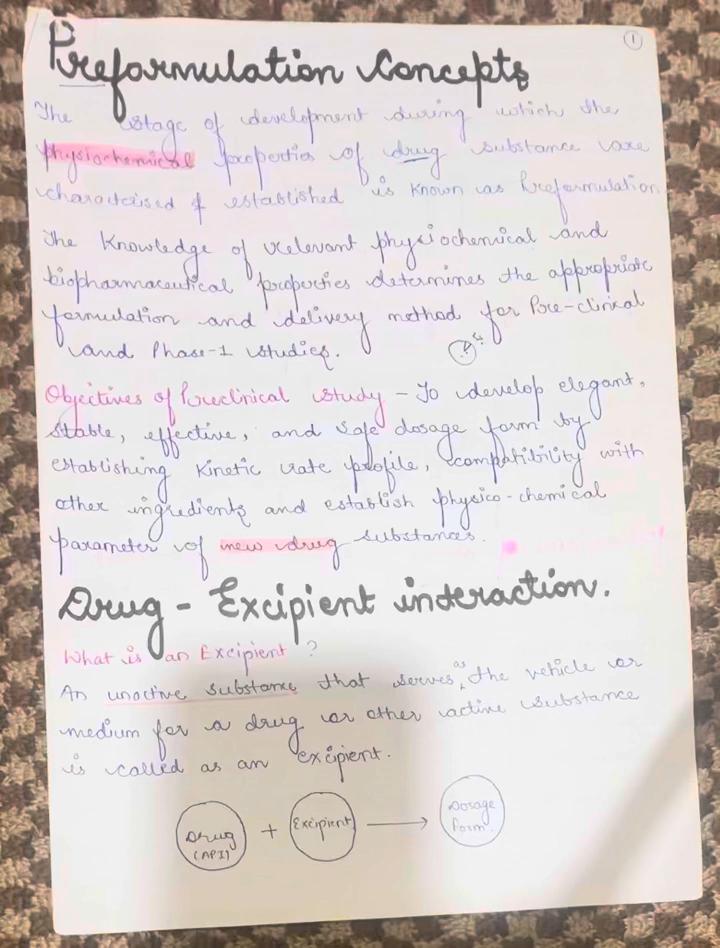 1
Preformulation Concepts
The stage of development during which the
physiochemical properties of drug substance are
characterised & established is known as Preformulation
The Knowledge of relevant physiochemical and
biopharmaceutical properties determines the appropriate
formulation and delivery method for Pre-clinical
and Phase-1 studies.
Objectives of Preclinical study - To develop elegant,
stable, effective, and safe dosage form by
establishing kinetic rate profile, compatibility with
other ingredients and establish physico-chemical
parameter of new drug substances.
Drug - Excipient interaction.
What is an Excipient ?
An unactive substance that serves as the vehicle or
medium for a drug or other active substance
is called as an excipient.
Drug (API) + Excipient → Dosage form.